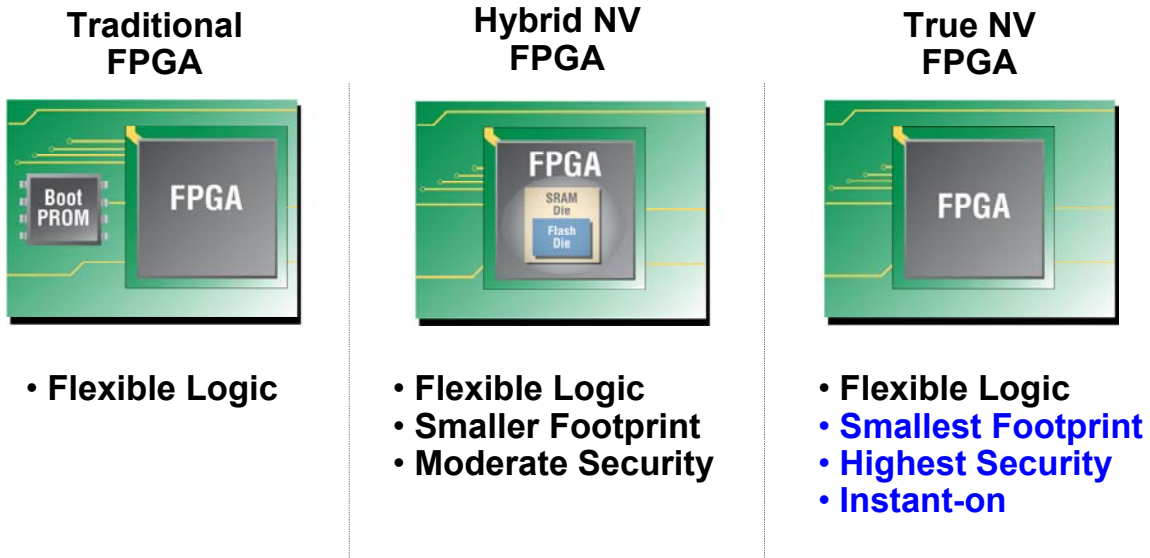 Traditional
FPGA
Boot
PROM
FPGA
• Flexible Logic
Hybrid NV
FPGA
FPGA
SRAM
Die
Flash
Die
• Flexible Logic
• Smaller Footprint
• Moderate Security
True NV
FPGA
FPGA
• Flexible Logic
• Smallest Footprint
• Highest Security
• Instant-on